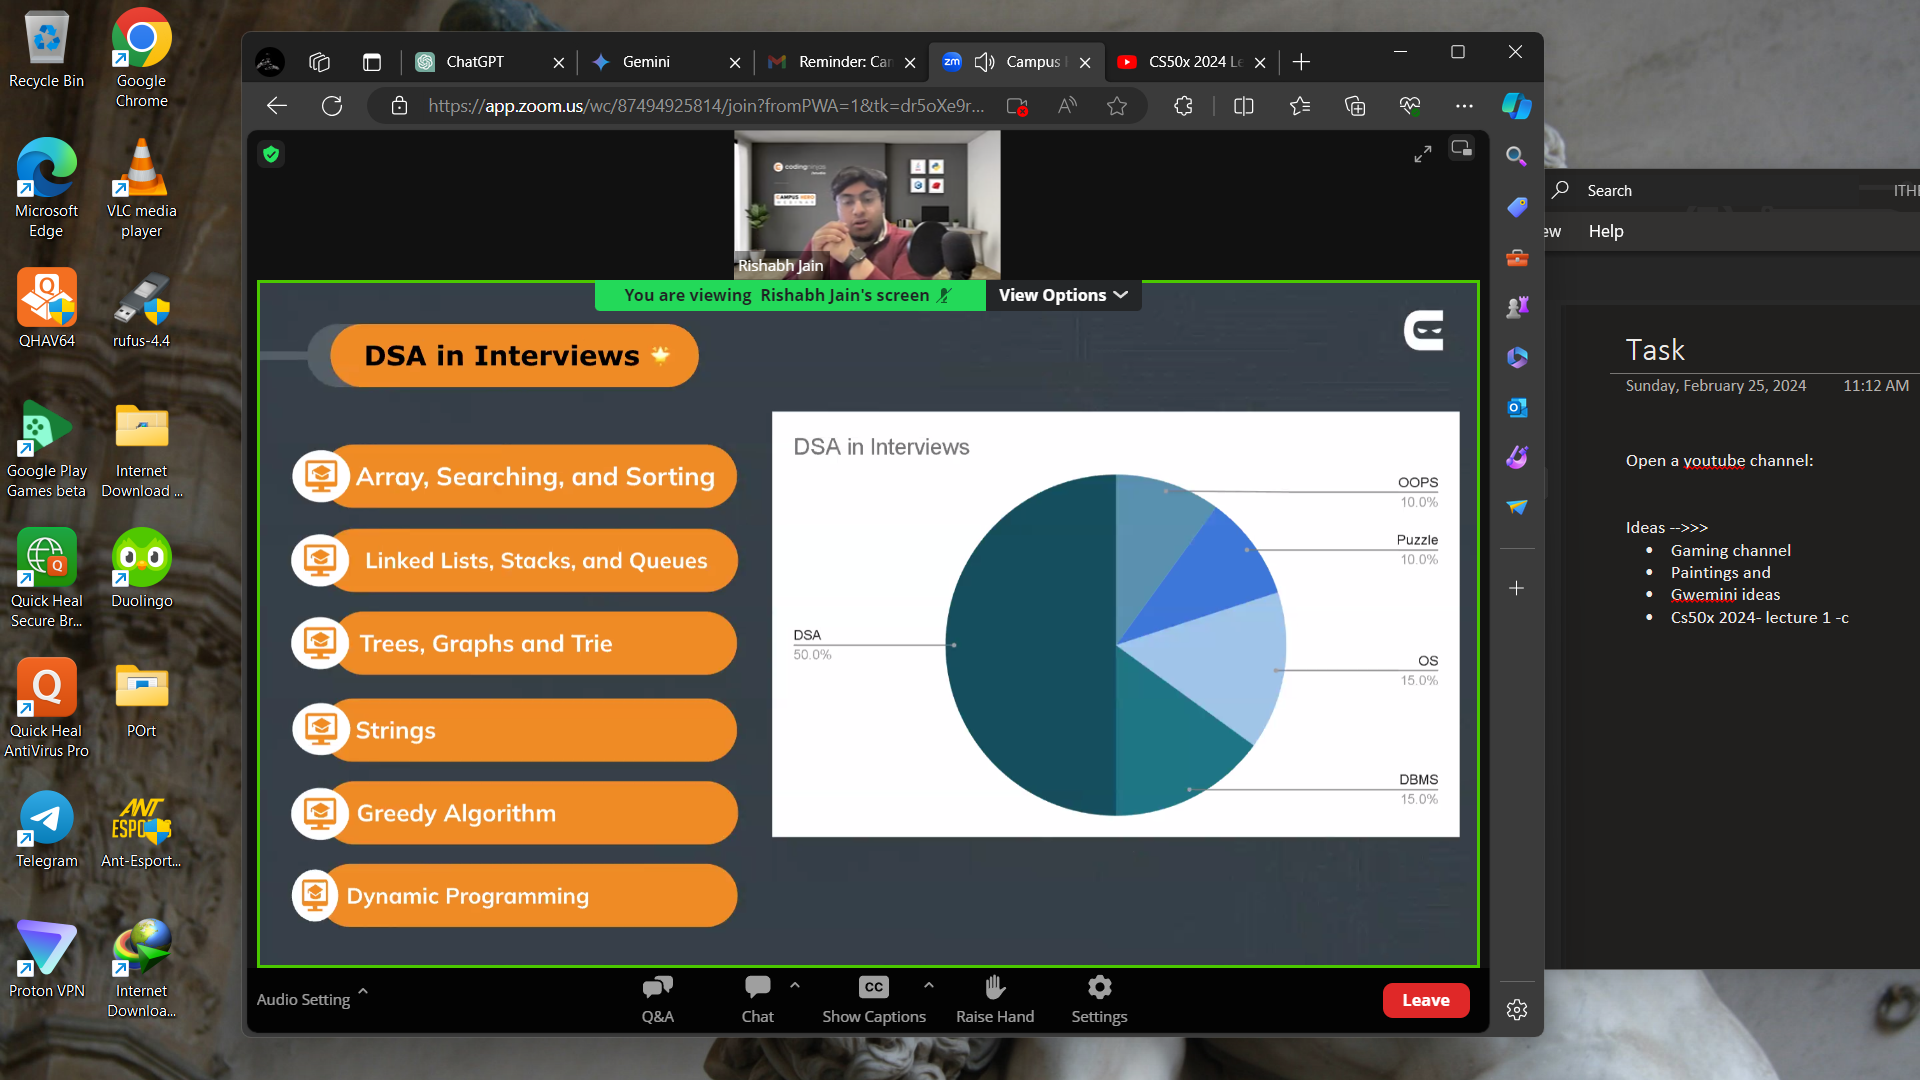 Recycle Bin
Google
Chrome
Microsoft
Edge
VLC media
player
QHAV64
rufus-4.4
Google Play
Games beta
Internet
Download ...
Quick Heal
Secure Br...
Duolingo
Quick Heal
AntiVirus Pro
POrt
Telegram
Ant-Esport...
Proton VPN
Internet
Downloa...
ChatGPT
Gemini
Reminder: Can
zm
Campus
CS50x 2024 Le
https://app.zoom.us/wc/87494925814/join?fromPWA=1&tk=dr5oXe9r...
codingninjas
CAMPUS HERO
Rishabh Jain
You are viewing Rishabh Jain's screen
View Options
DSA in Interviews
Array, Searching, and Sorting
Linked Lists, Stacks, and Queues
Trees, Graphs and Trie
Strings
Greedy Algorithm
Dynamic Programming
DSA in Interviews
OOPS
10.0%
Puzzle
10.0%
DSA
50.0%
OS
15.0%
DBMS
15.0%
Audio Setting
Q&A
Chat
CC
Show Captions
Raise Hand
Settings
Leave
Search
ITHE
ew
Help
Task
Sunday, February 25, 2024
11:12 AM
Open a youtube channel:
Ideas -->>>
Gaming channel
Paintings and
Gwemini ideas
Cs50x 2024- lecture 1 -c